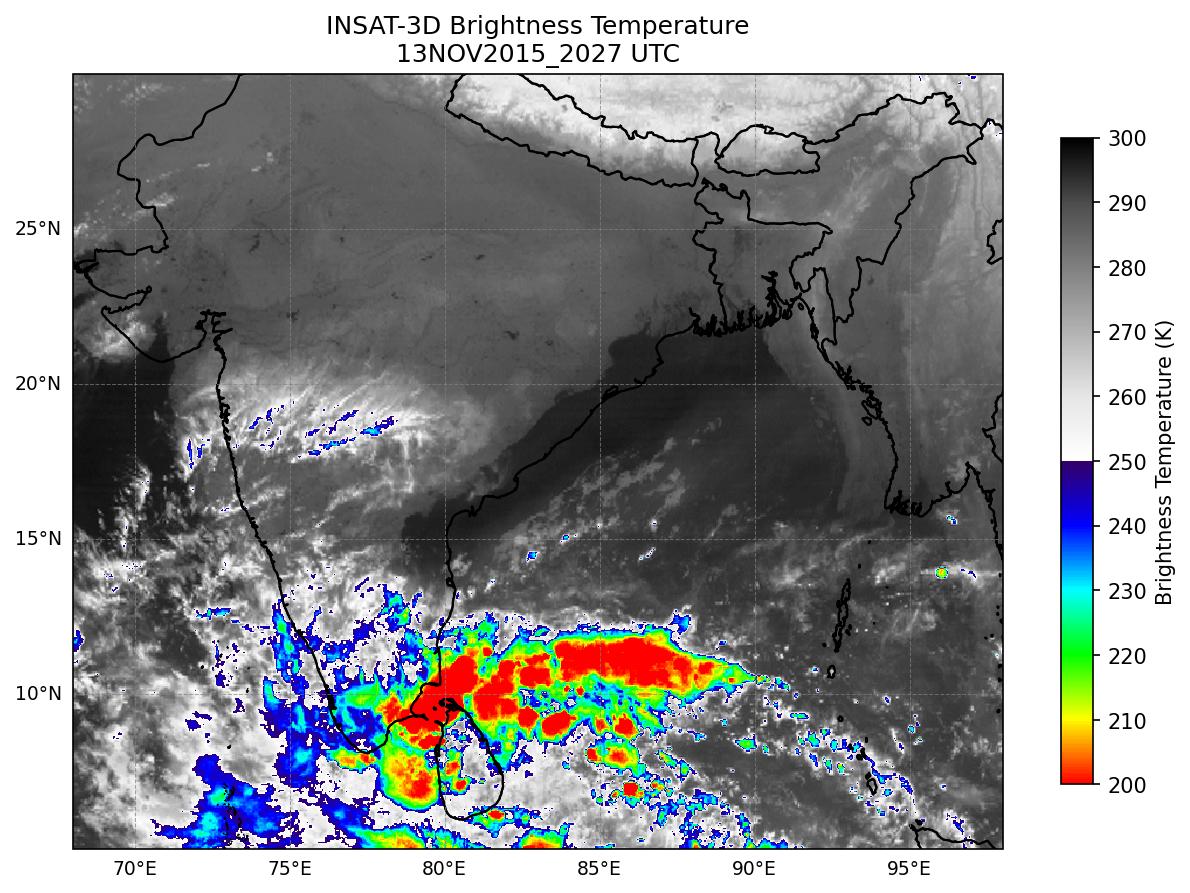 INSAT-3D Brightness Temperature
13NOV2015_2027 UTC
25°N
20°N
15°N
10°N
70°E
75°E
80°E
85°E
90°E
95°E
300
290
280
270
260
250
240
230
220
210
200
Brightness Temperature (K)